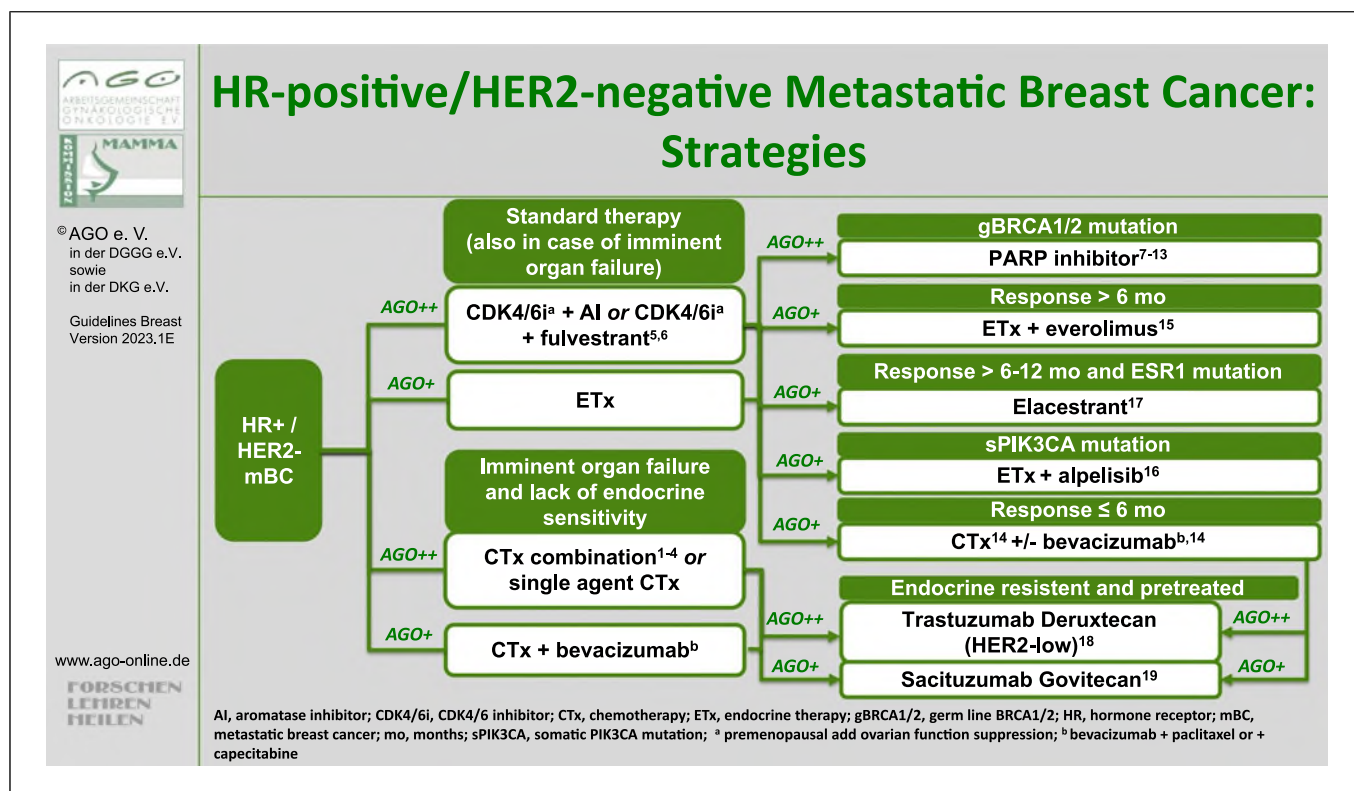 AGO
ARBEITSGEMEINSCHAFT
GYNÄKOLOGISCHE
ONKOLOGIE E.V.
KOMMISSION
MAMMA
© AGO e. V.
in der DGGG e.V.
sowie
in der DKG e.V.
Guidelines Breast
Version 2023.1E
www.ago-online.de
FORSCHEN
LEHREN
HEILEN
HR-positive/HER2-negative Metastatic Breast Cancer:
Strategies
HR+ /
HER2-
mBC
AGO++
Standard therapy
(also in case of imminent
organ failure)
CDK4/6iᵃ + AI or CDK4/6iᵃ
+ fulvestrant⁵,⁶
AGO+
ETx
Imminent organ failure
and lack of endocrine
sensitivity
AGO++
CTx combination¹⁻⁴ or
single agent CTx
AGO+
CTx + bevacizumabᵇ
gBRCA1/2 mutation
AGO++
PARP inhibitor⁷⁻¹³
Response > 6 mo
AGO+
ETx + everolimus¹⁵
Response > 6-12 mo and ESR1 mutation
AGO+
Elacestrant¹⁷
sPIK3CA mutation
AGO+
ETx + alpelisib¹⁶
Response ≤ 6 mo
AGO+
CTx¹⁴ +/- bevacizumabᵇ,¹⁴
Endocrine resistent and pretreated
AGO++
Trastuzumab Deruxtecan
(HER2-low)¹⁸
AGO++
AGO+
Sacituzumab Govitecan¹⁹
AGO+
AI, aromatase inhibitor; CDK4/6i, CDK4/6 inhibitor; CTx, chemotherapy; ETx, endocrine therapy; gBRCA1/2, germ line BRCA1/2; HR, hormone receptor; mBC,
metastatic breast cancer; mo, months; sPIK3CA, somatic PIK3CA mutation; ᵃ premenopausal add ovarian function suppression; ᵇ bevacizumab + paclitaxel or +
capecitabine